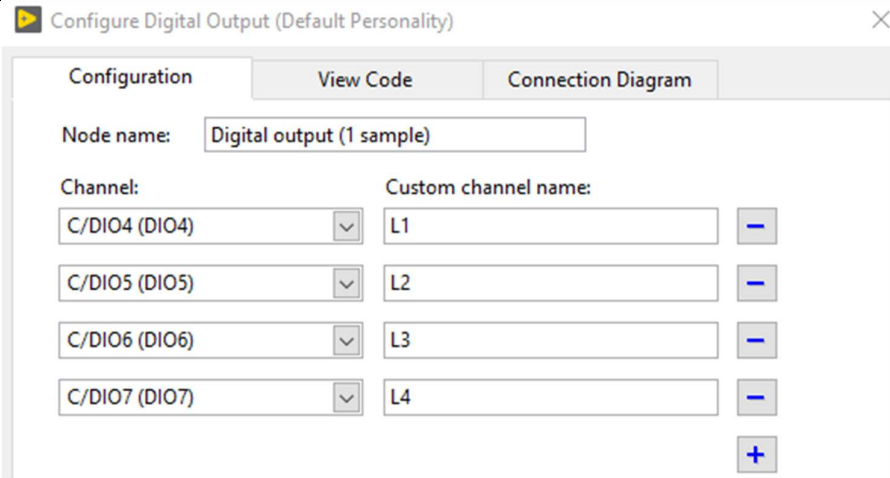 Configure Digital Output (Default Personality)
Configuration View Code Connection Diagram
Node name: Digital output (1 sample)
Channel: Custom channel name:
C/DIO4 (DIO4) L1
C/DIO5 (DIO5) L2
C/DIO6 (DIO6) L3
C/DIO7 (DIO7) L4